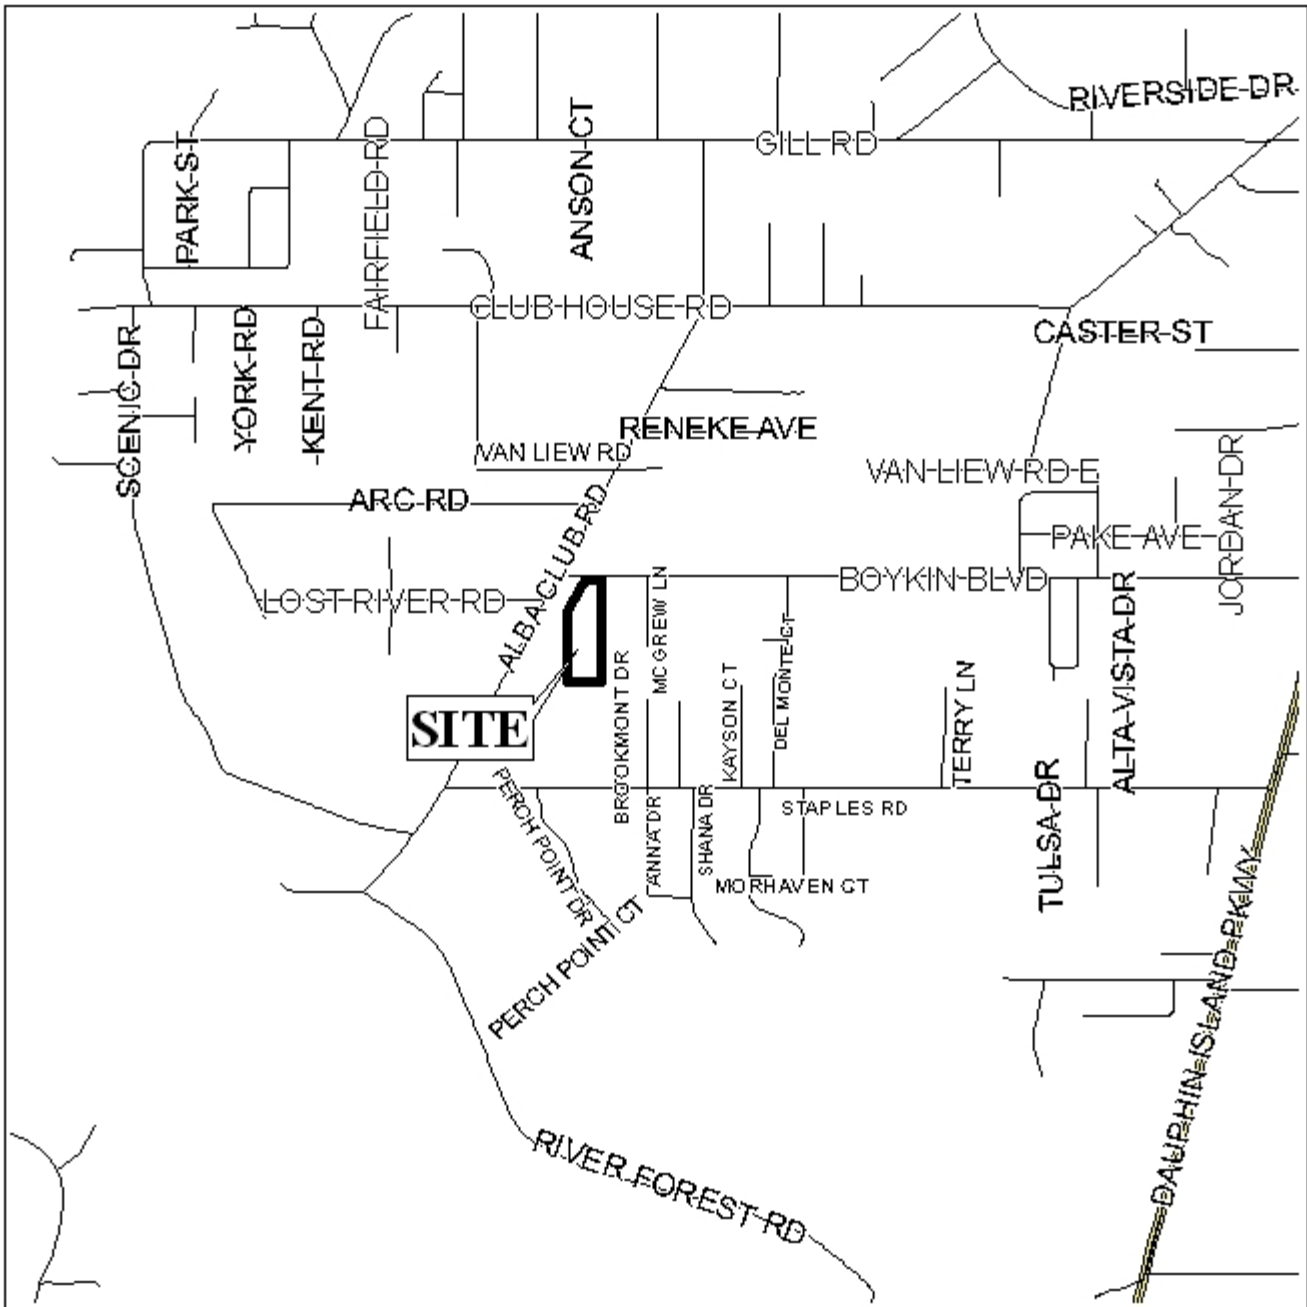 RIVERSIDE DR
GILL RD
PARK ST
FAIRFIELD RD
ANSON CT
CLUB HOUSE RD
CASTER ST
SCENIC DR
YORK RD
KENT RD
RENEKE AVE
VAN LIEW RD
VAN LIEW RD E
ARC RD
ALBA CLUB RD
PAKE AVE
JORDAN DR
BOYKIN BLVD
LOST RIVER RD
MCGREW LN
BROOKMONT DR
KAYSON CT
DEL MONTE CT
TERRY LN
ALTA VISTA DR
SITE
PERCH POINT DR
ANNA DR
SHANA DR
STAPLES RD
TULSA DR
MORHAVEN CT
PERCH POINT CT
DAUPHIN ISLAND PKWY
RIVER FOREST RD